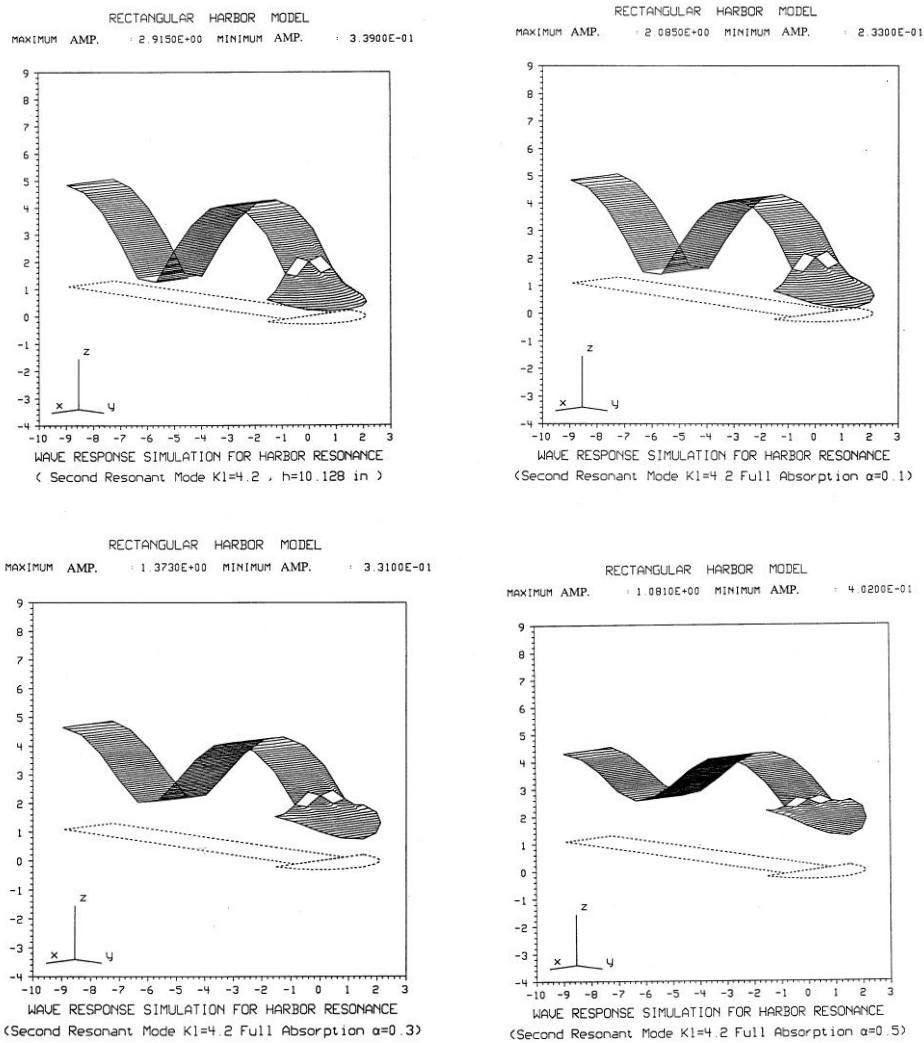 RECTANGULAR HARBOR MODEL
MAXIMUM AMP. : 2.9150E+00 MINIMUM AMP. : 3.3900E-01
9
8
7
6
5
4
3
2
1
0
-1
-2
-3
-4
z
x y
-10 -9 -8 -7 -6 -5 -4 -3 -2 -1 0 1 2 3
WAVE RESPONSE SIMULATION FOR HARBOR RESONANCE
( Second Resonant Mode Kl=4.2 , h=10.128 in )
RECTANGULAR HARBOR MODEL
MAXIMUM AMP. : 2.0850E+00 MINIMUM AMP. : 2.3300E-01
9
8
7
6
5
4
3
2
1
0
-1
-2
-3
-4
z
x y
-10 -9 -8 -7 -6 -5 -4 -3 -2 -1 0 1 2 3
WAVE RESPONSE SIMULATION FOR HARBOR RESONANCE
(Second Resonant Mode Kl=4.2 Full Absorption α=0.1)
RECTANGULAR HARBOR MODEL
MAXIMUM AMP. : 1.3730E+00 MINIMUM AMP. : 3.3100E-01
9
8
7
6
5
4
3
2
1
0
-1
-2
-3
-4
z
x y
-10 -9 -8 -7 -6 -5 -4 -3 -2 -1 0 1 2 3
WAVE RESPONSE SIMULATION FOR HARBOR RESONANCE
(Second Resonant Mode Kl=4.2 Full Absorption α=0.3)
RECTANGULAR HARBOR MODEL
MAXIMUM AMP. : 1.0810E+00 MINIMUM AMP. : 4.0200E-01
9
8
7
6
5
4
3
2
1
0
-1
-2
-3
-4
z
x y
-10 -9 -8 -7 -6 -5 -4 -3 -2 -1 0 1 2 3
WAVE RESPONSE SIMULATION FOR HARBOR RESONANCE
(Second Resonant Mode Kl=4.2 Full Absorption α=0.5)